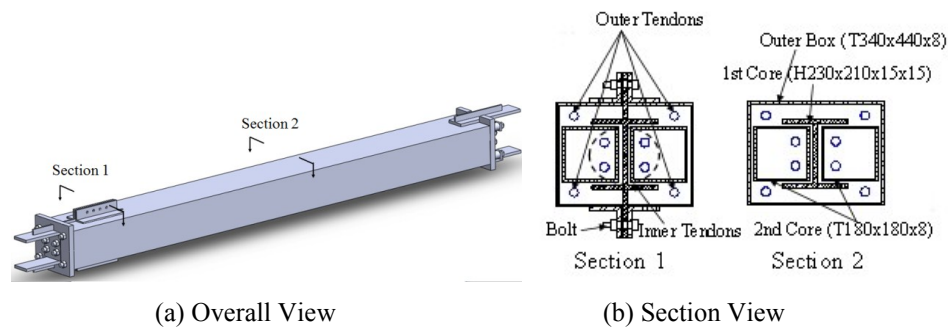 Section 1
Section 2
Outer Tendons
Outer Box (T340x440x8)
1st Core (H230x210x15x15)
Bolt
Inner Tendons
2nd Core (T180x180x8)
Section 1
Section 2
(a) Overall View
(b) Section View